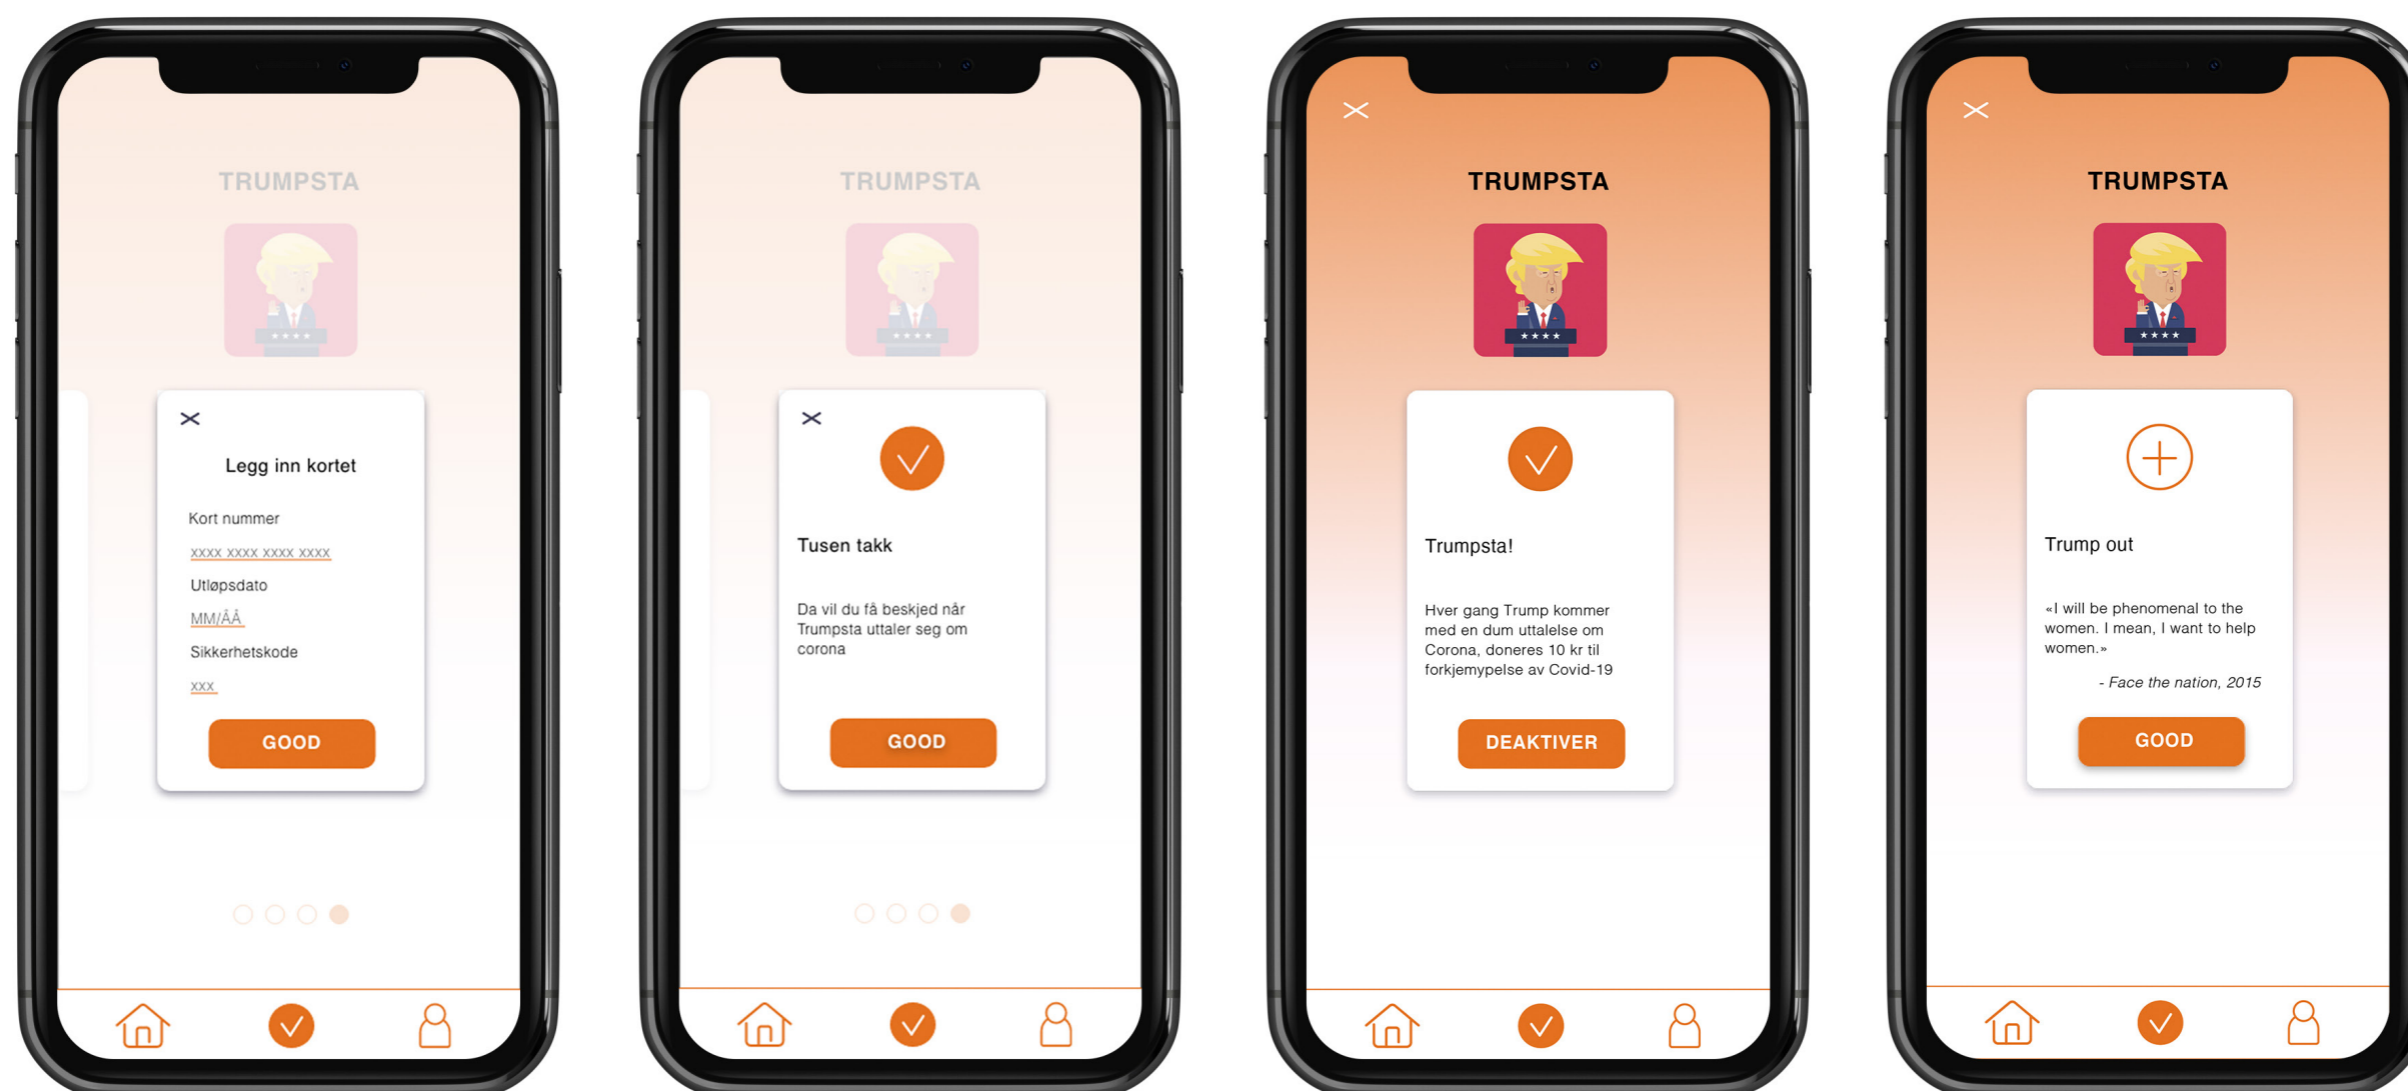 TRUMPSTA
Legg inn kortet
Kort nummer
xxxx xxxx xxxx xxxx
Utløpsdato
MM/ÅÅ
Sikkerhetskode
xxx
GOOD
TRUMPSTA
Tusen takk
Da vil du få beskjed når
Trumpsta uttaler seg om
corona
GOOD
TRUMPSTA
Trumpsta!
Hver gang Trump kommer
med en dum uttalelse om
Corona, doneres 10 kr til
forkjemypelse av Covid-19
DEAKTIVER
TRUMPSTA
Trump out
«I will be phenomenal to the
women. I mean, I want to help
women.»
- Face the nation, 2015
GOOD